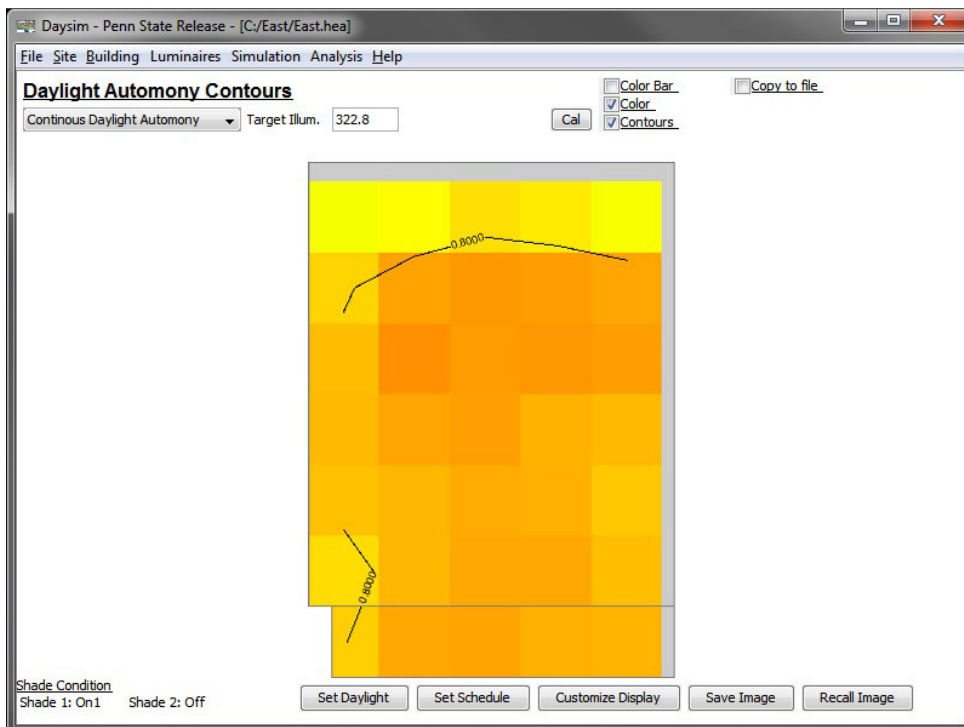 Daysim - Penn State Release - [C:/East/East.hea]
File Site Building Luminaires Simulation Analysis Help
Daylight Automony Contours
Continous Daylight Automony Target Illum. 322.8
Cal
Color Bar
Color
Contours
Copy to file
0.8000
0.8000
Shade Condition
Shade 1: On1 Shade 2: Off
Set Daylight Set Schedule Customize Display Save Image Recall Image